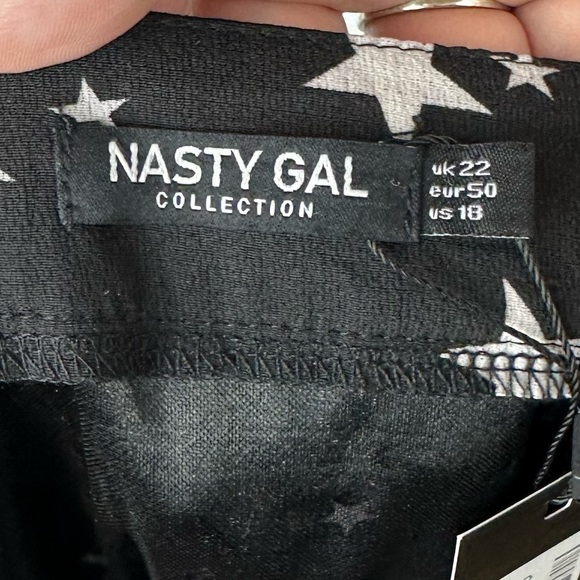 NASTY GAL
COLLECTION
uk 22
eur 50
us 18